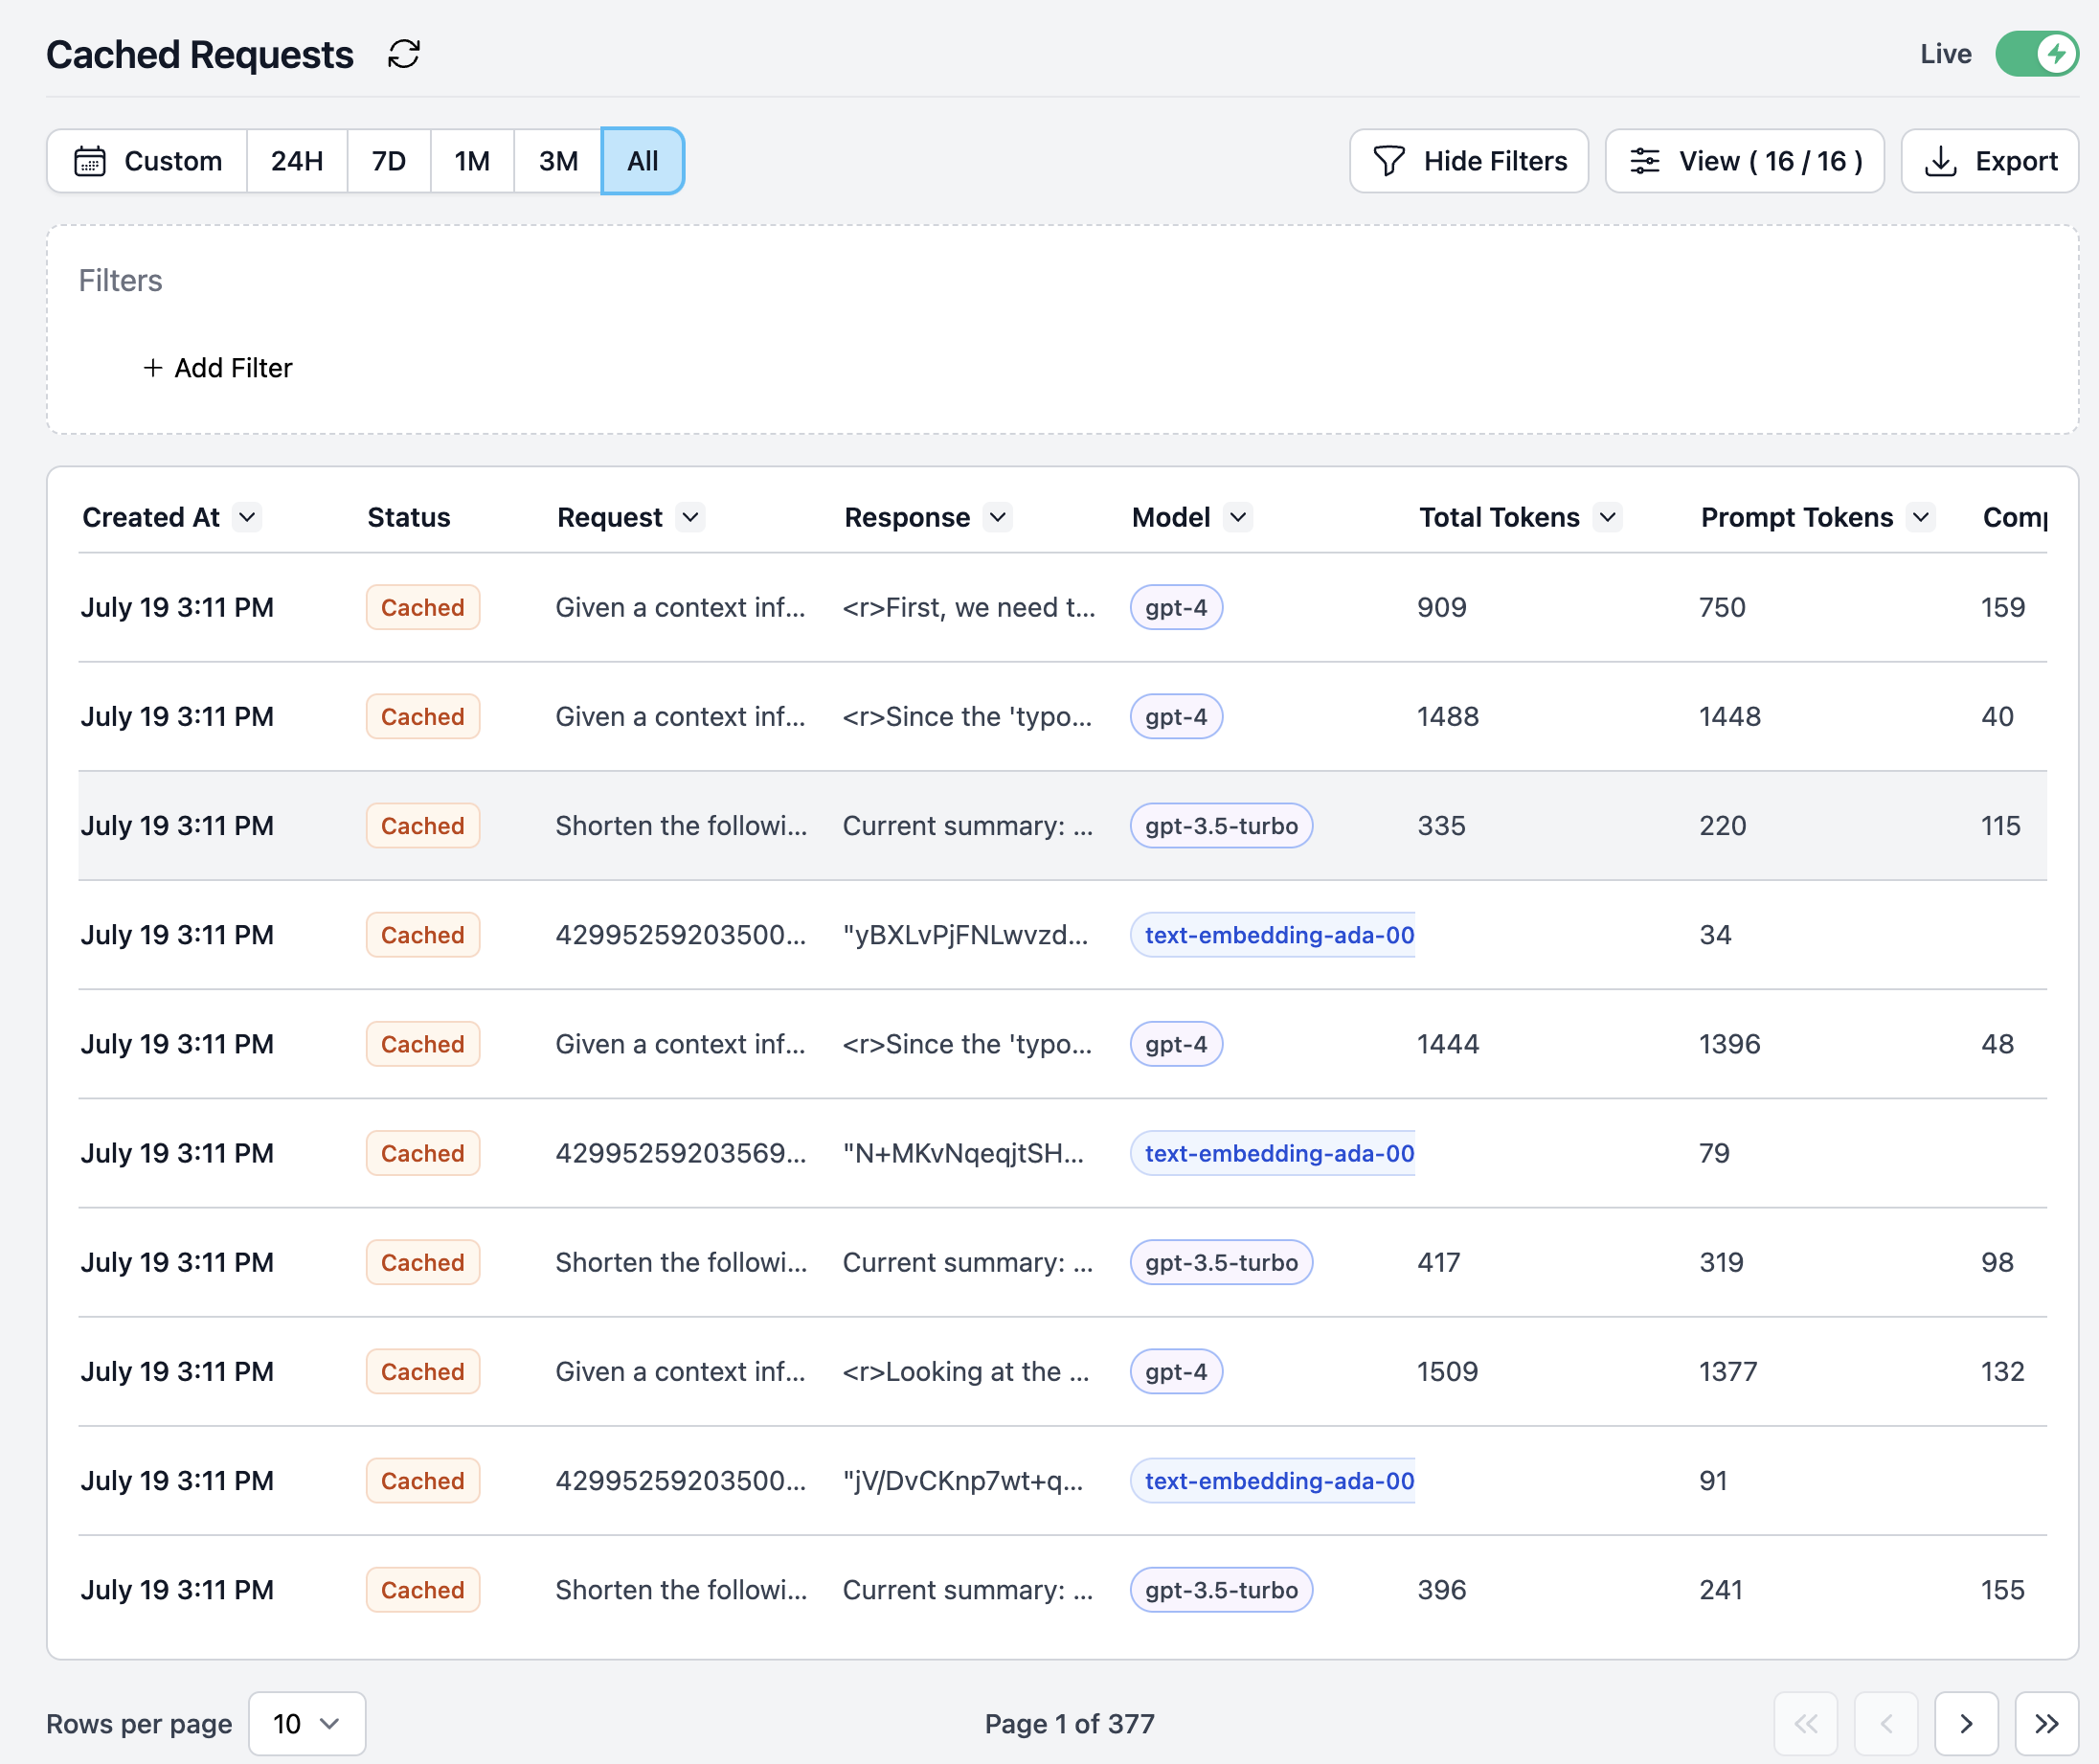 Cached Requests Live
Custom 24H 7D 1M 3M All Hide Filters View ( 16 / 16 ) Export
Filters
+ Add Filter
Created At Status Request Response Model Total Tokens Prompt Tokens Comp
July 19 3:11 PM Cached Given a context inf... <r>First, we need t... gpt-4 909 750 159
July 19 3:11 PM Cached Given a context inf... <r>Since the 'typo... gpt-4 1488 1448 40
July 19 3:11 PM Cached Shorten the followi... Current summary: ... gpt-3.5-turbo 335 220 115
July 19 3:11 PM Cached 42995259203500... "yBXLvPjFNLwvzd... text-embedding-ada-00 34
July 19 3:11 PM Cached Given a context inf... <r>Since the 'typo... gpt-4 1444 1396 48
July 19 3:11 PM Cached 42995259203569... "N+MKvNqeqjtSH... text-embedding-ada-00 79
July 19 3:11 PM Cached Shorten the followi... Current summary: ... gpt-3.5-turbo 417 319 98
July 19 3:11 PM Cached Given a context inf... <r>Looking at the ... gpt-4 1509 1377 132
July 19 3:11 PM Cached 42995259203500... "jV/DvCKnp7wt+q... text-embedding-ada-00 91
July 19 3:11 PM Cached Shorten the followi... Current summary: ... gpt-3.5-turbo 396 241 155
Rows per page 10 Page 1 of 377